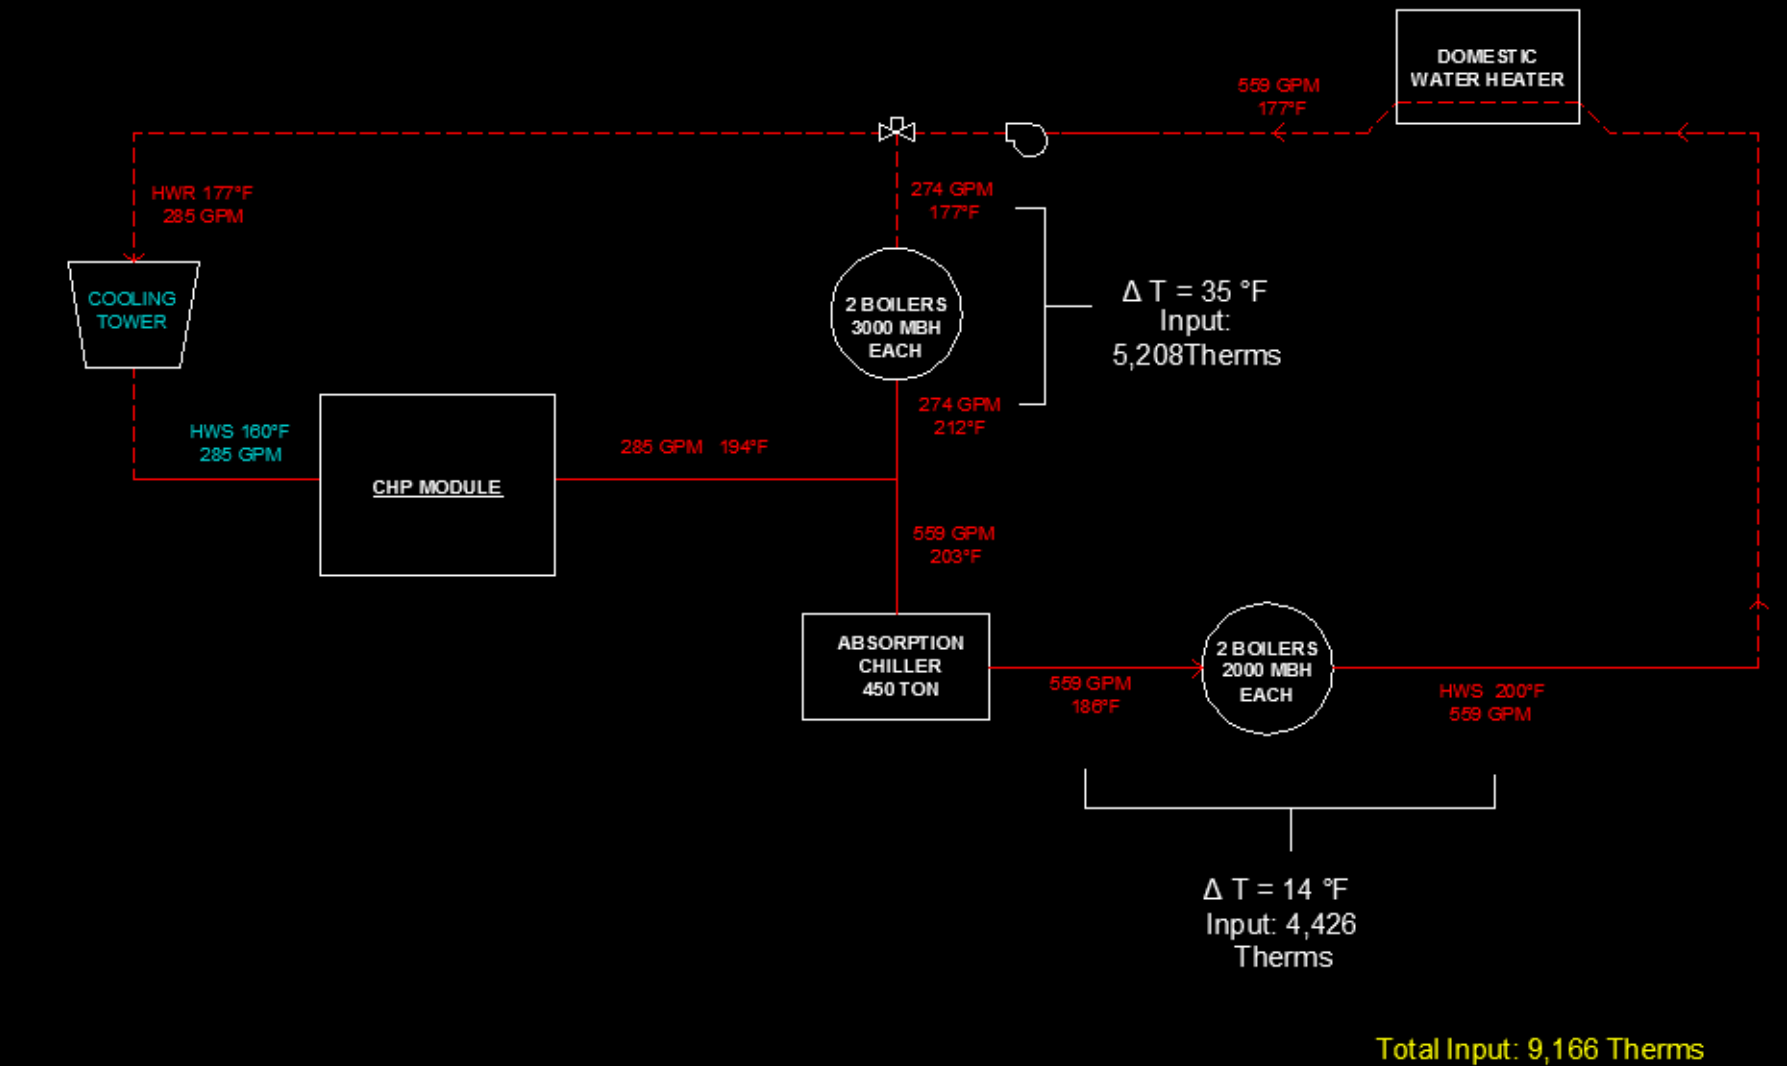 DOMESTIC
WATER HEATER
559 GPM
177°F
HWR 177°F
285 GPM
274 GPM
177°F
COOLING
TOWER
2 BOILERS
3000 MBH
EACH
Δ T = 35 °F
Input:
5,208Therms
274 GPM
212°F
HWS 160°F
285 GPM
285 GPM 194°F
CHP MODULE
559 GPM
203°F
ABSORPTION
CHILLER
450 TON
559 GPM
186°F
2 BOILERS
2000 MBH
EACH
HWS 200°F
559 GPM
Δ T = 14 °F
Input: 4,426
Therms
Total Input: 9,166 Therms